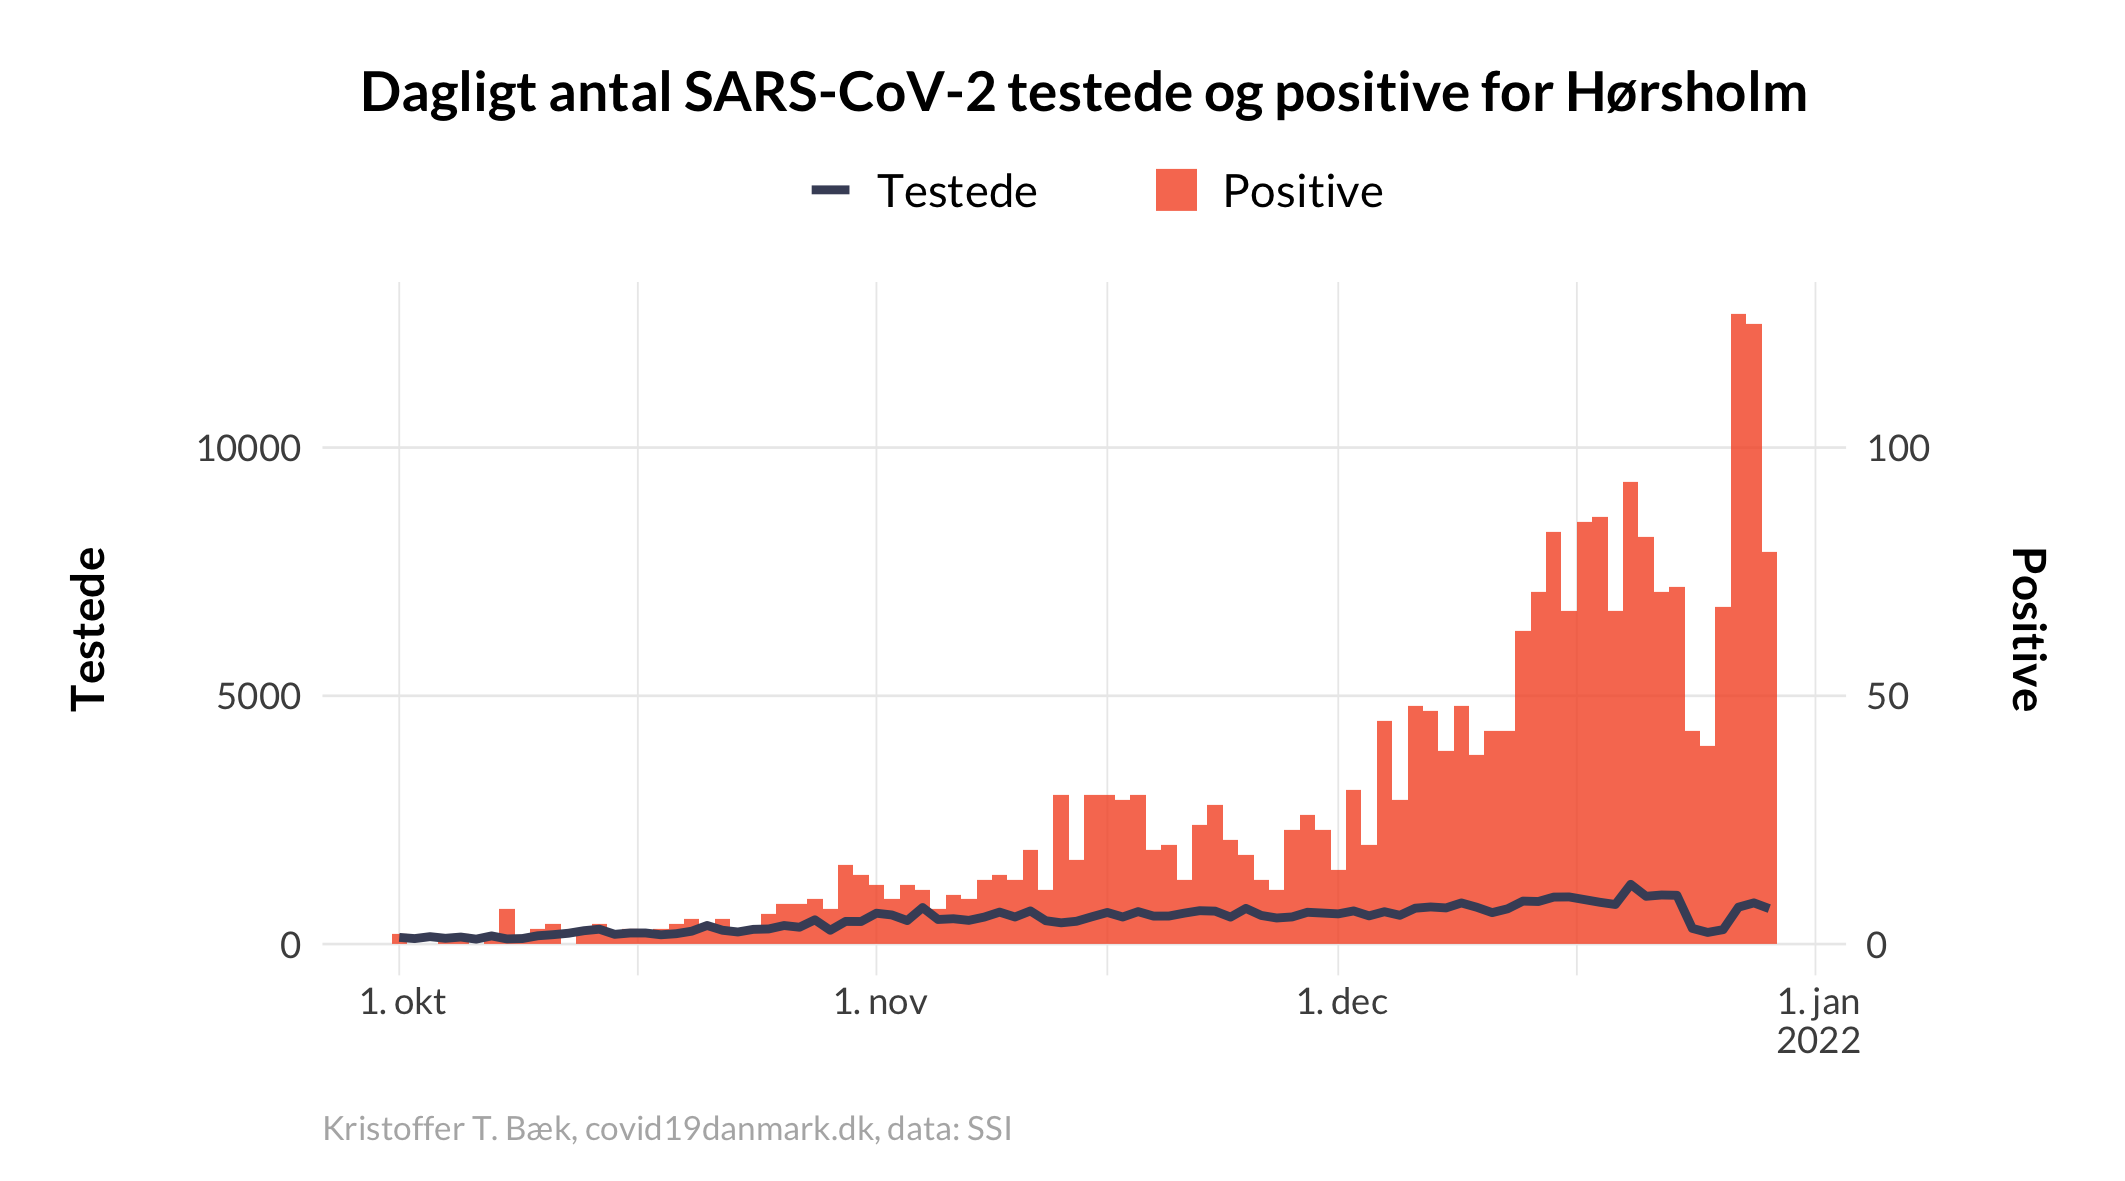 Dagligt antal SARS-CoV-2 testede og positive for Hørsholm
Testede
Positive
10000
5000
0
100
50
0
Testede
Positive
1. okt
1. nov
1. dec
1. jan
2022
Kristoffer T. Bæk, covid19danmark.dk, data: SSI